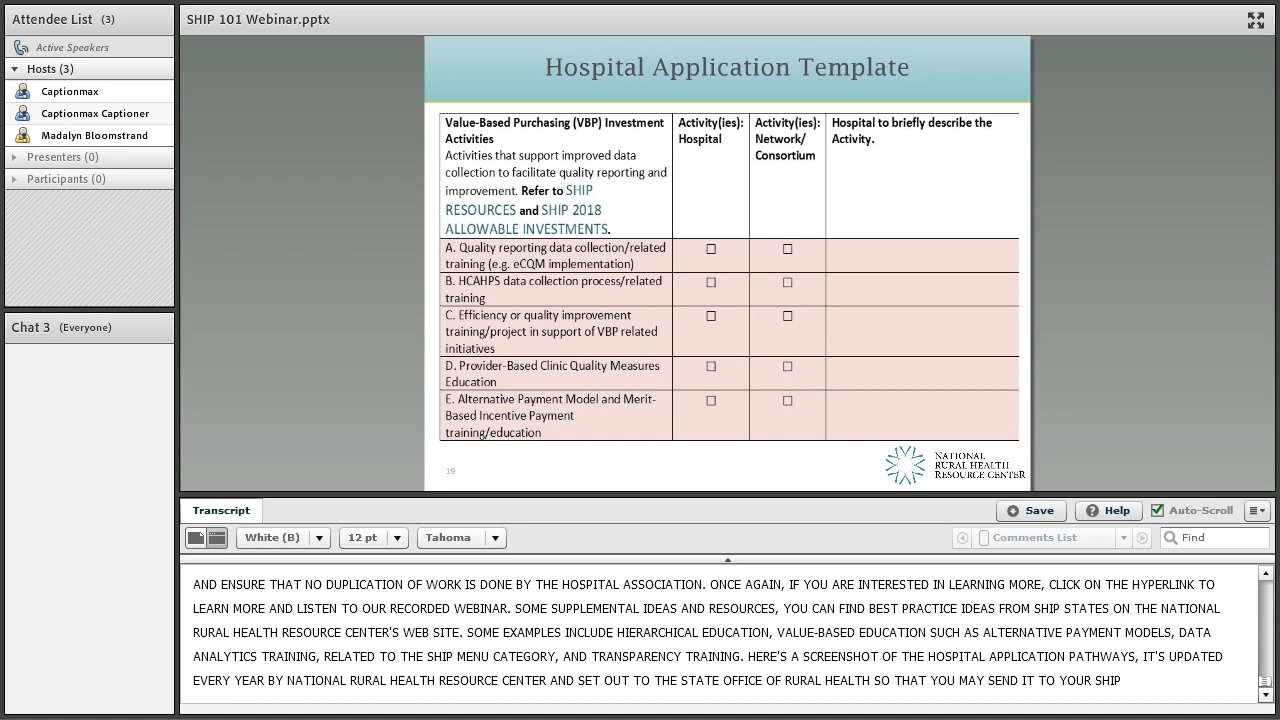 Attendee List (3)
Active Speakers
Hosts (3)
Captionmax
Captionmax Captioner
Madalyn Bloomstrand
Presenters (0)
Participants (0)
Chat 3 (Everyone)
SHIP 101 Webinar.pptx
Hospital Application Template
Value-Based Purchasing (VBP) Investment
Activities
Activities that support improved data
collection to facilitate quality reporting and
improvement. Refer to SHIP
RESOURCES and SHIP 2018
ALLOWABLE INVESTMENTS.
Activity(ies):
Hospital
Activity(ies):
Network/
Consortium
Hospital to briefly describe the
Activity.
A. Quality reporting data collection/related
training (e.g. eCQM implementation)
B. HCAHPS data collection process/related
training
C. Efficiency or quality improvement
training/project in support of VBP related
initiatives
D. Provider-Based Clinic Quality Measures
Education
E. Alternative Payment Model and Merit-
Based Incentive Payment
training/education
19
NATIONAL
RURAL HEALTH
RESOURCE CENTER
Transcript
Save
Help
Auto-Scroll
White (B)
12 pt
Tahoma
Comments List
Find
AND ENSURE THAT NO DUPLICATION OF WORK IS DONE BY THE HOSPITAL ASSOCIATION. ONCE AGAIN, IF YOU ARE INTERESTED IN LEARNING MORE, CLICK ON THE HYPERLINK TO
LEARN MORE AND LISTEN TO OUR RECORDED WEBINAR. SOME SUPPLEMENTAL IDEAS AND RESOURCES, YOU CAN FIND BEST PRACTICE IDEAS FROM SHIP STATES ON THE NATIONAL
RURAL HEALTH RESOURCE CENTER'S WEB SITE. SOME EXAMPLES INCLUDE HIERARCHICAL EDUCATION, VALUE-BASED EDUCATION SUCH AS ALTERNATIVE PAYMENT MODELS, DATA
ANALYTICS TRAINING, RELATED TO THE SHIP MENU CATEGORY, AND TRANSPARENCY TRAINING. HERE'S A SCREENSHOT OF THE HOSPITAL APPLICATION PATHWAYS, IT'S UPDATED
EVERY YEAR BY NATIONAL RURAL HEALTH RESOURCE CENTER AND SET OUT TO THE STATE OFFICE OF RURAL HEALTH SO THAT YOU MAY SEND IT TO YOUR SHIP